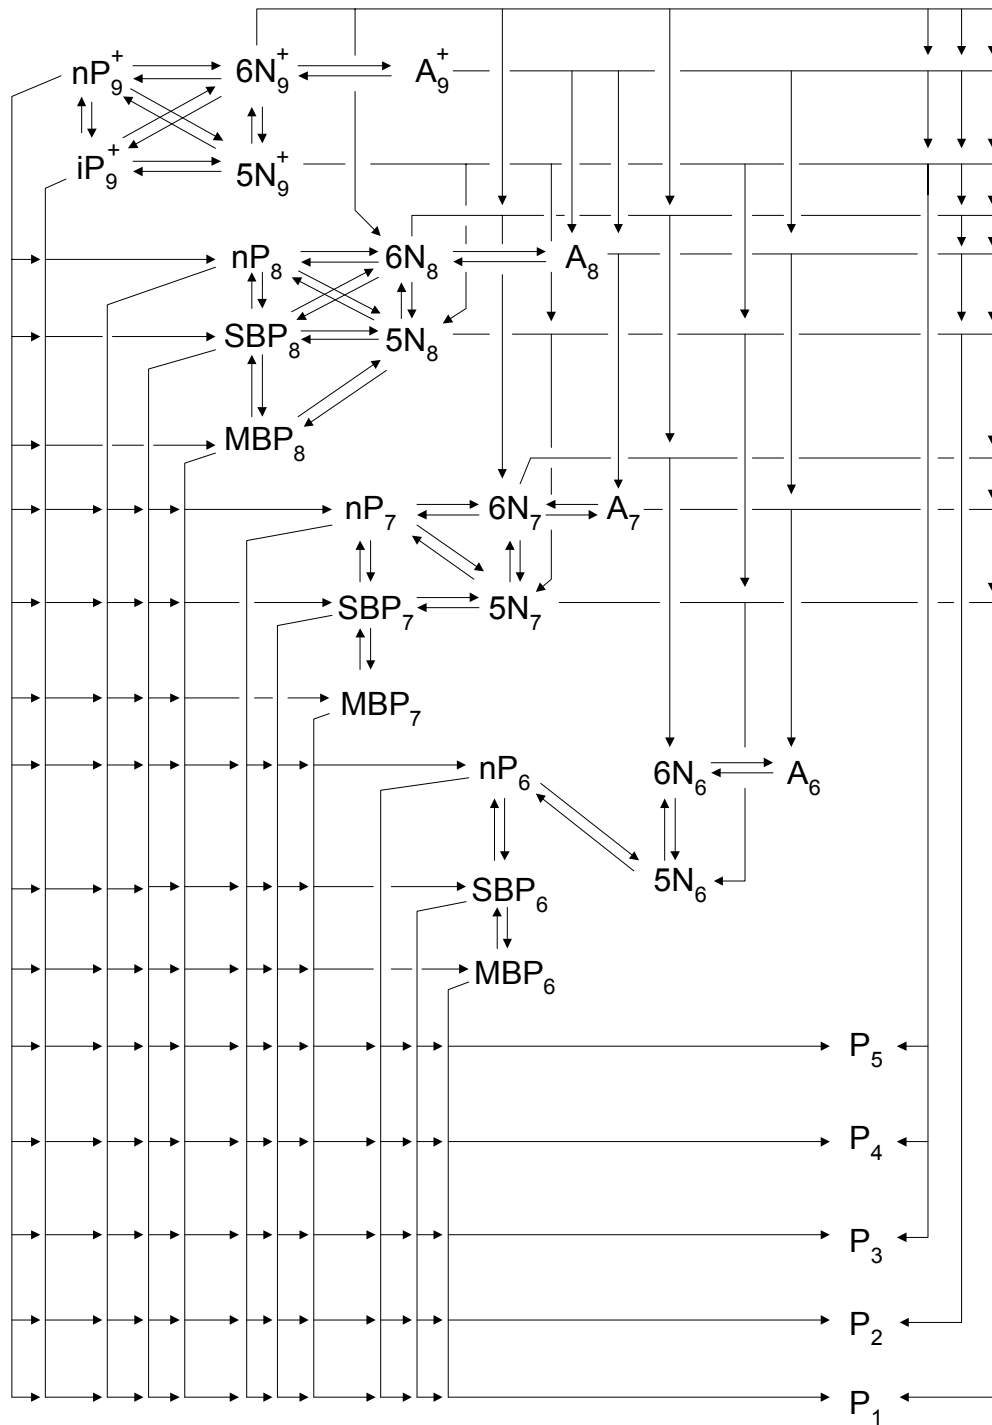 nP₉⁺ 6N₉⁺ A₉⁺
iP₉⁺ 5N₉⁺
nP₈ 6N₈ A₈
SBP₈ 5N₈
MBP₈
nP₇ 6N₇ A₇
SBP₇ 5N₇
MBP₇
nP₆ 6N₆ A₆
SBP₆ 5N₆
MBP₆
P₅
P₄
P₃
P₂
P₁